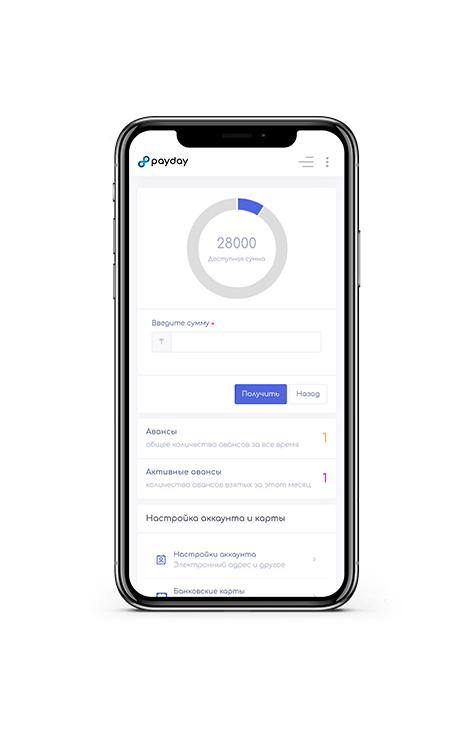 payday
28000
Доступная сумма
Введите сумму •
₸
Получить
Назад
Авансы
общее количество авансов за все время
1
Активные авансы
количество авансов взятых за этот месяц
1
Настройка аккаунта и карты
Настройки аккаунта
Электронный адрес и другое
Банковские карты